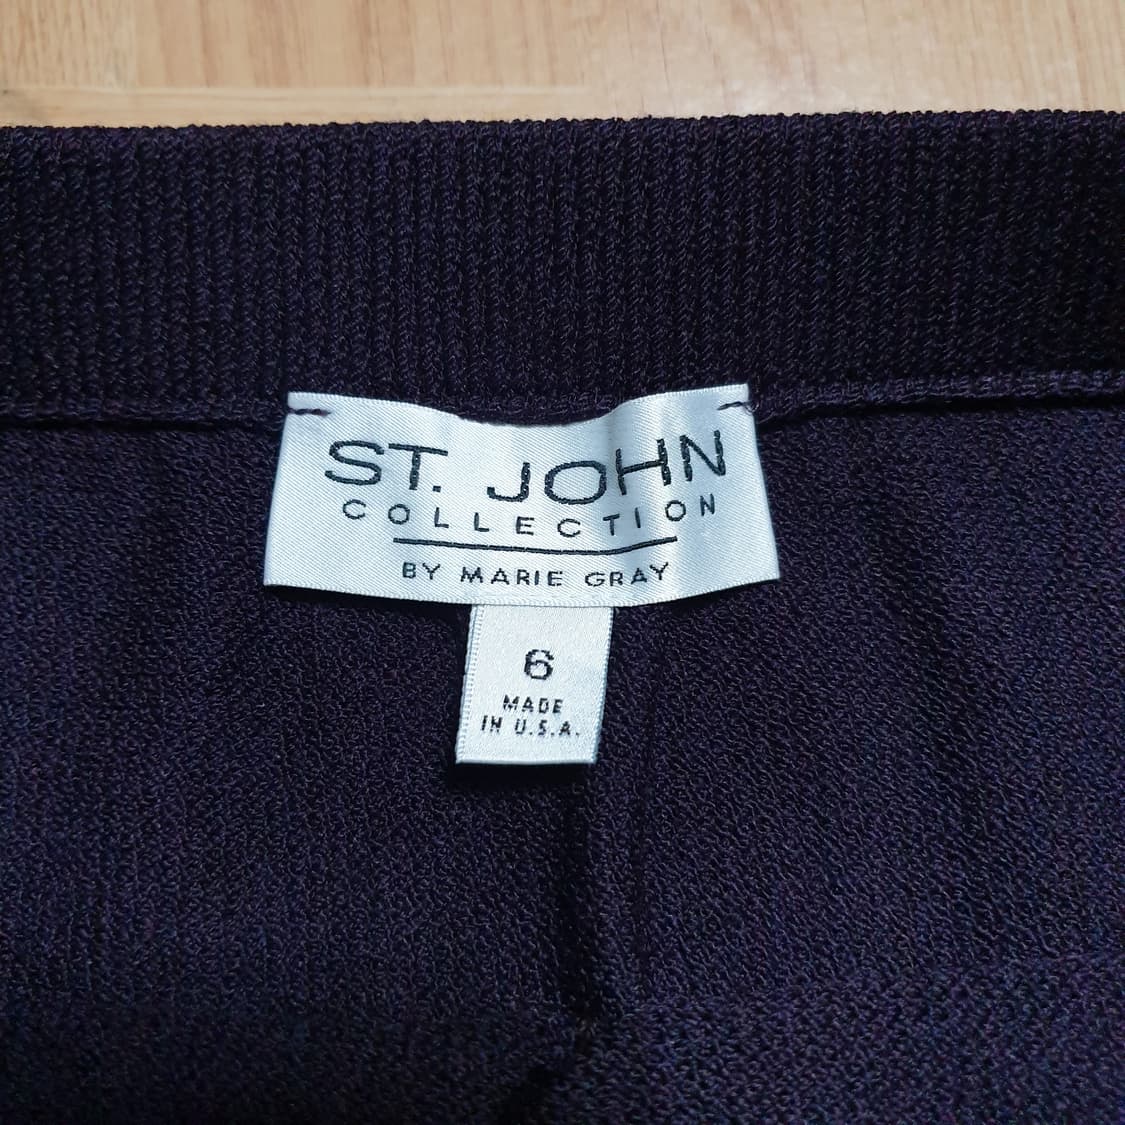 ST. JOHN
COLLECTION
BY MARIE GRAY
6
MADE
IN U.S.A.